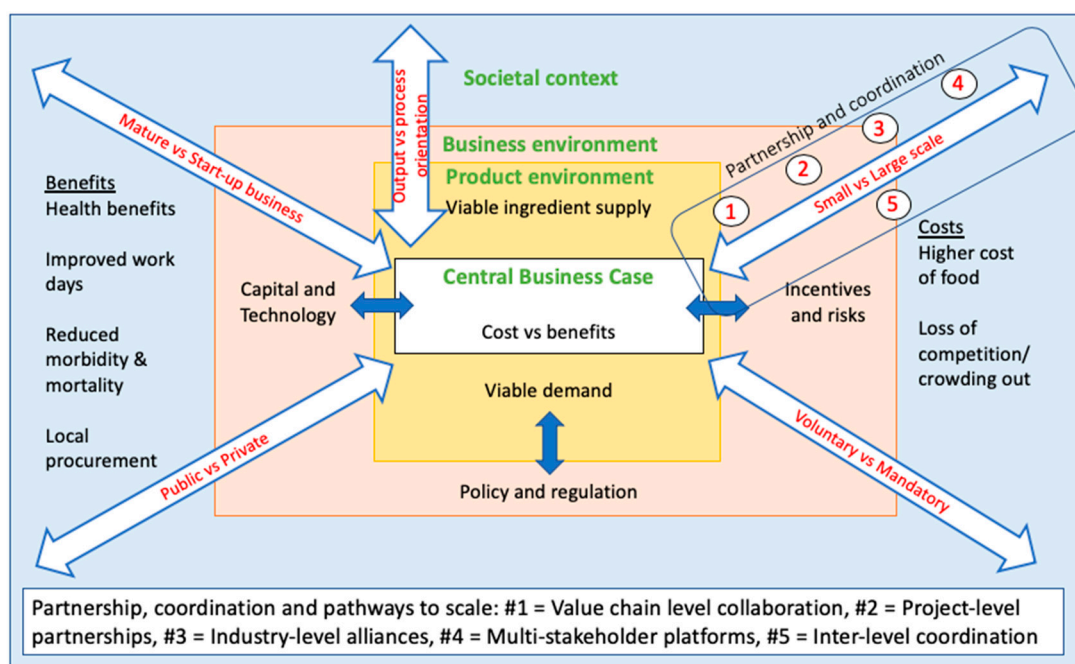 Societal context
Output vs process
orientation
Mature vs Start-up business
Partnership and coordination
1
2
3
4
5
Small vs Large scale
Business environment
Product environment
Viable ingredient supply
Benefits
Health benefits
Improved work
days
Reduced
morbidity &
mortality
Local
procurement
Capital and
Technology
Central Business Case
Cost vs benefits
Incentives
and risks
Costs
Higher cost
of food
Loss of
competition/
crowding out
Viable demand
Policy and regulation
Public vs Private
Voluntary vs Mandatory
Partnership, coordination and pathways to scale: #1 = Value chain level collaboration, #2 = Project-level
partnerships, #3 = Industry-level alliances, #4 = Multi-stakeholder platforms, #5 = Inter-level coordination